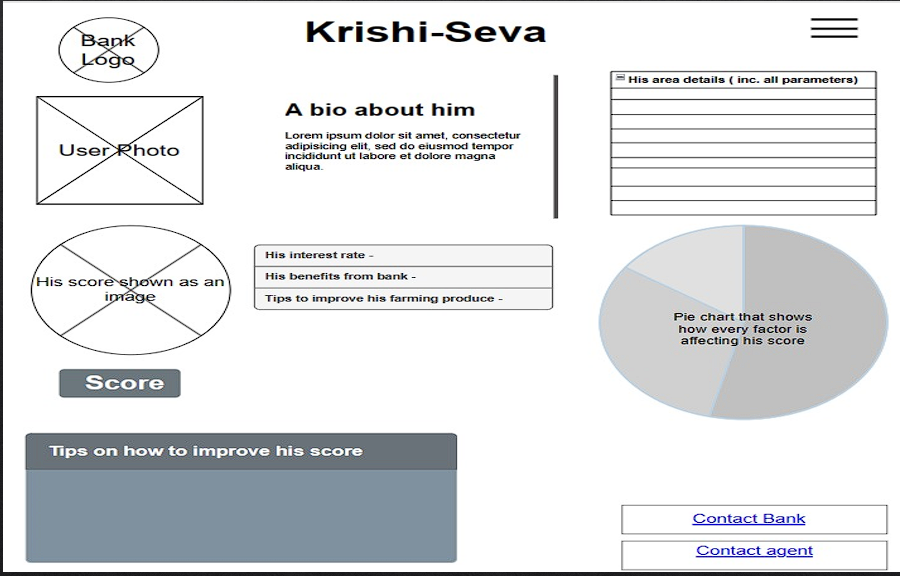 Bank
Logo
Krishi-Seva
User Photo
A bio about him
Lorem ipsum dolor sit amet, consectetur
adipisicing elit, sed do eiusmod tempor
incididunt ut labore et dolore magna
aliqua.
His area details ( inc. all parameters)
His score shown as an
image
His interest rate -
His benefits from bank -
Tips to improve his farming produce -
Pie chart that shows
how every factor is
affecting his score
Score
Tips on how to improve his score
Contact Bank
Contact agent